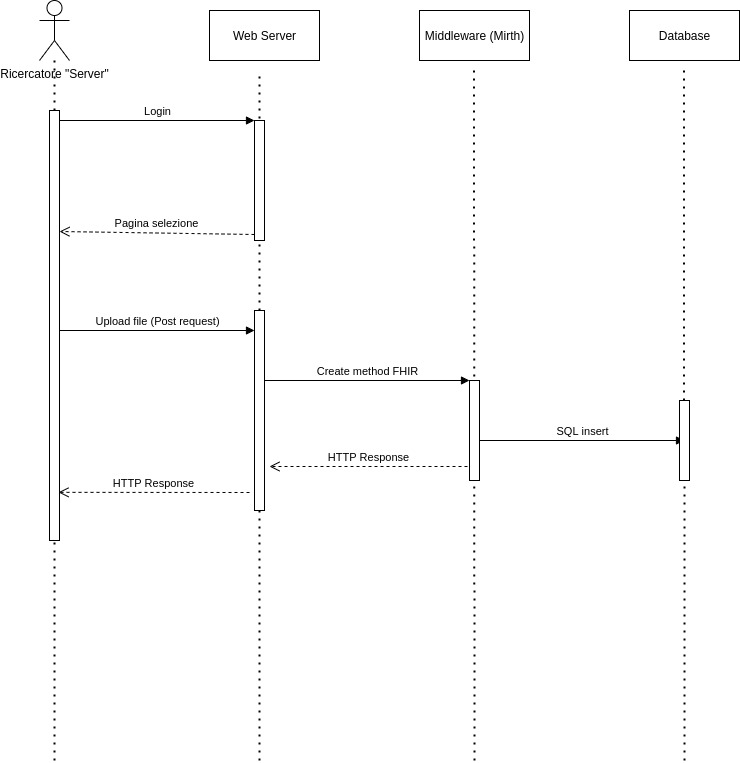 Web Server
Middleware (Mirth)
Database
Ricercatore "Server"
Login
Pagina selezione
Upload file (Post request)
Create method FHIR
SQL insert
HTTP Response
HTTP Response